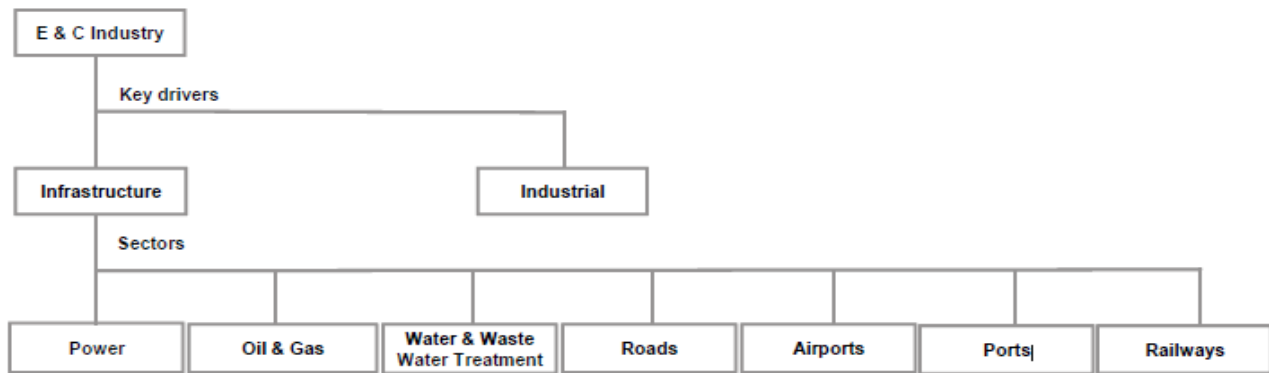 E & C Industry
Key drivers
Infrastructure
Industrial
Sectors
Power
Oil & Gas
Water & Waste
Water Treatment
Roads
Airports
Ports
Railways